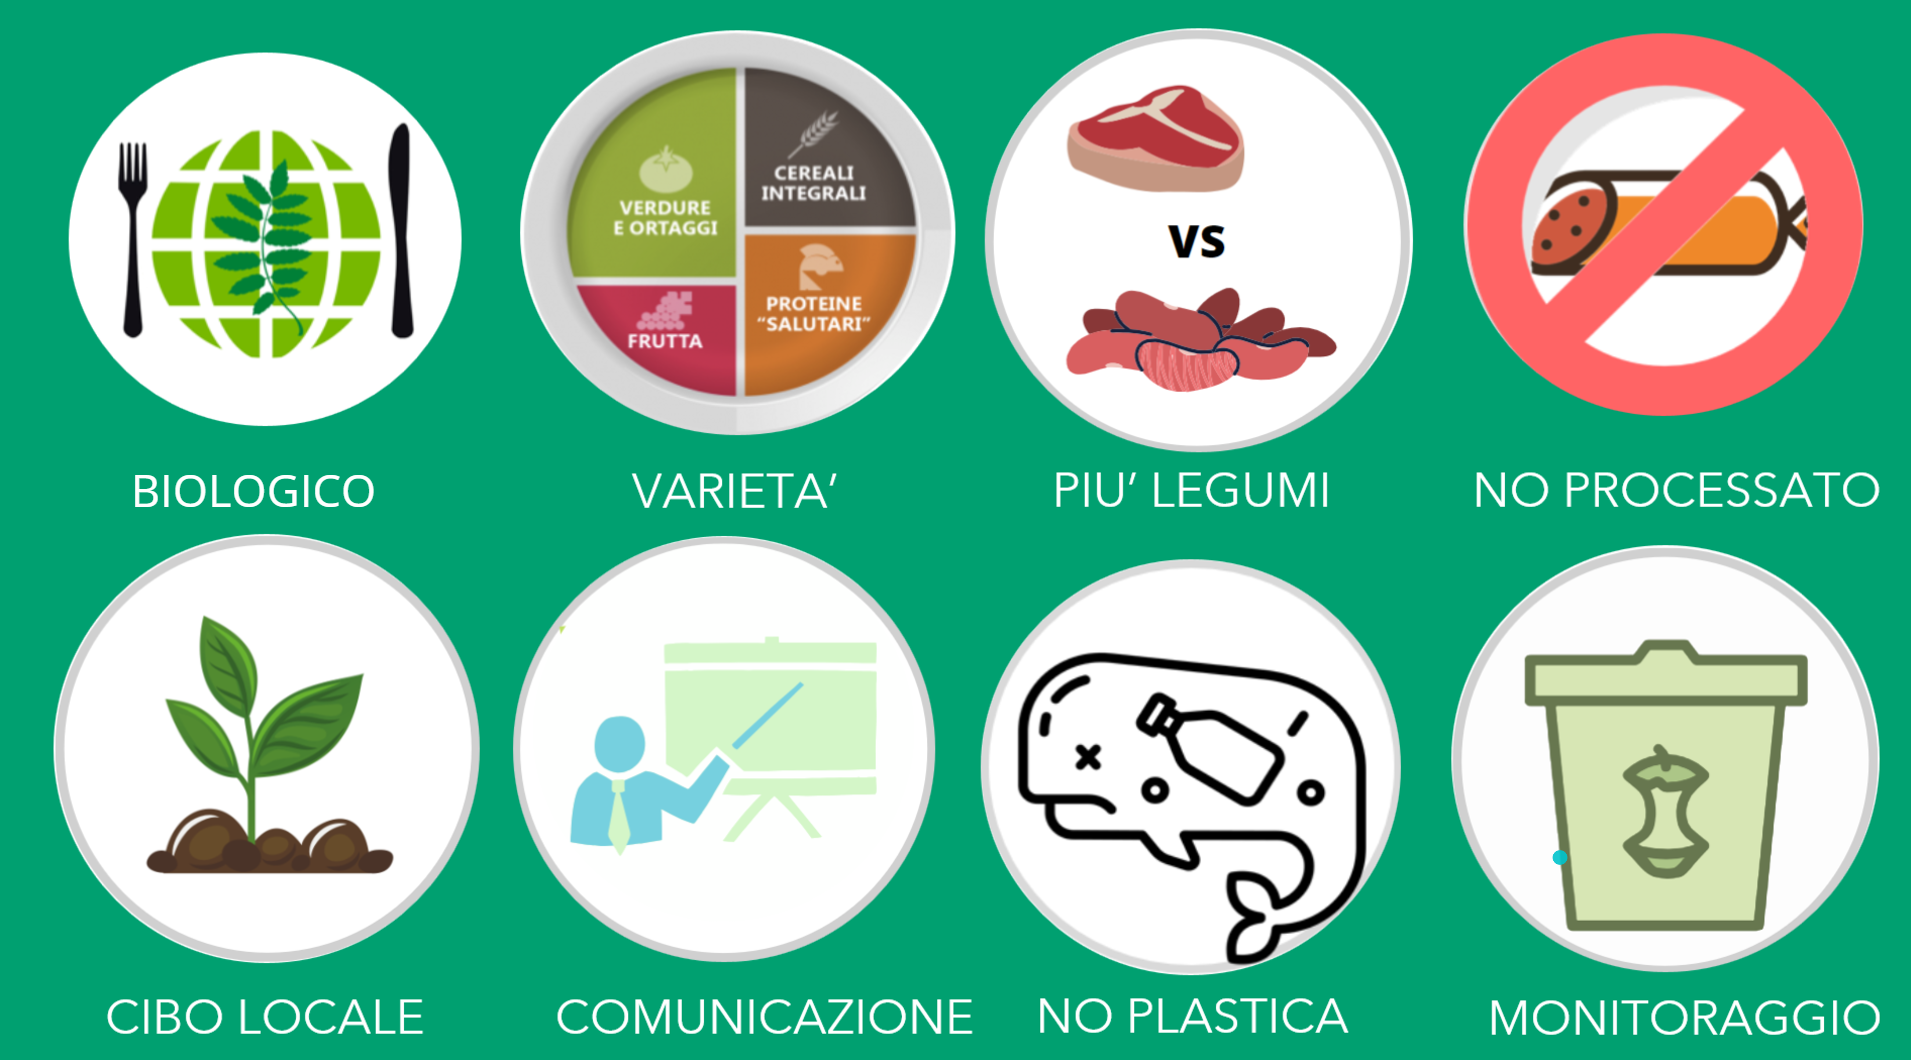 VERDURE
E ORTAGGI
CEREALI
INTEGRALI
FRUTTA
PROTEINE
“SALUTARI”
VS
BIOLOGICO
VARIETA’
PIU’ LEGUMI
NO PROCESSATO
CIBO LOCALE
COMUNICAZIONE
NO PLASTICA
MONITORAGGIO